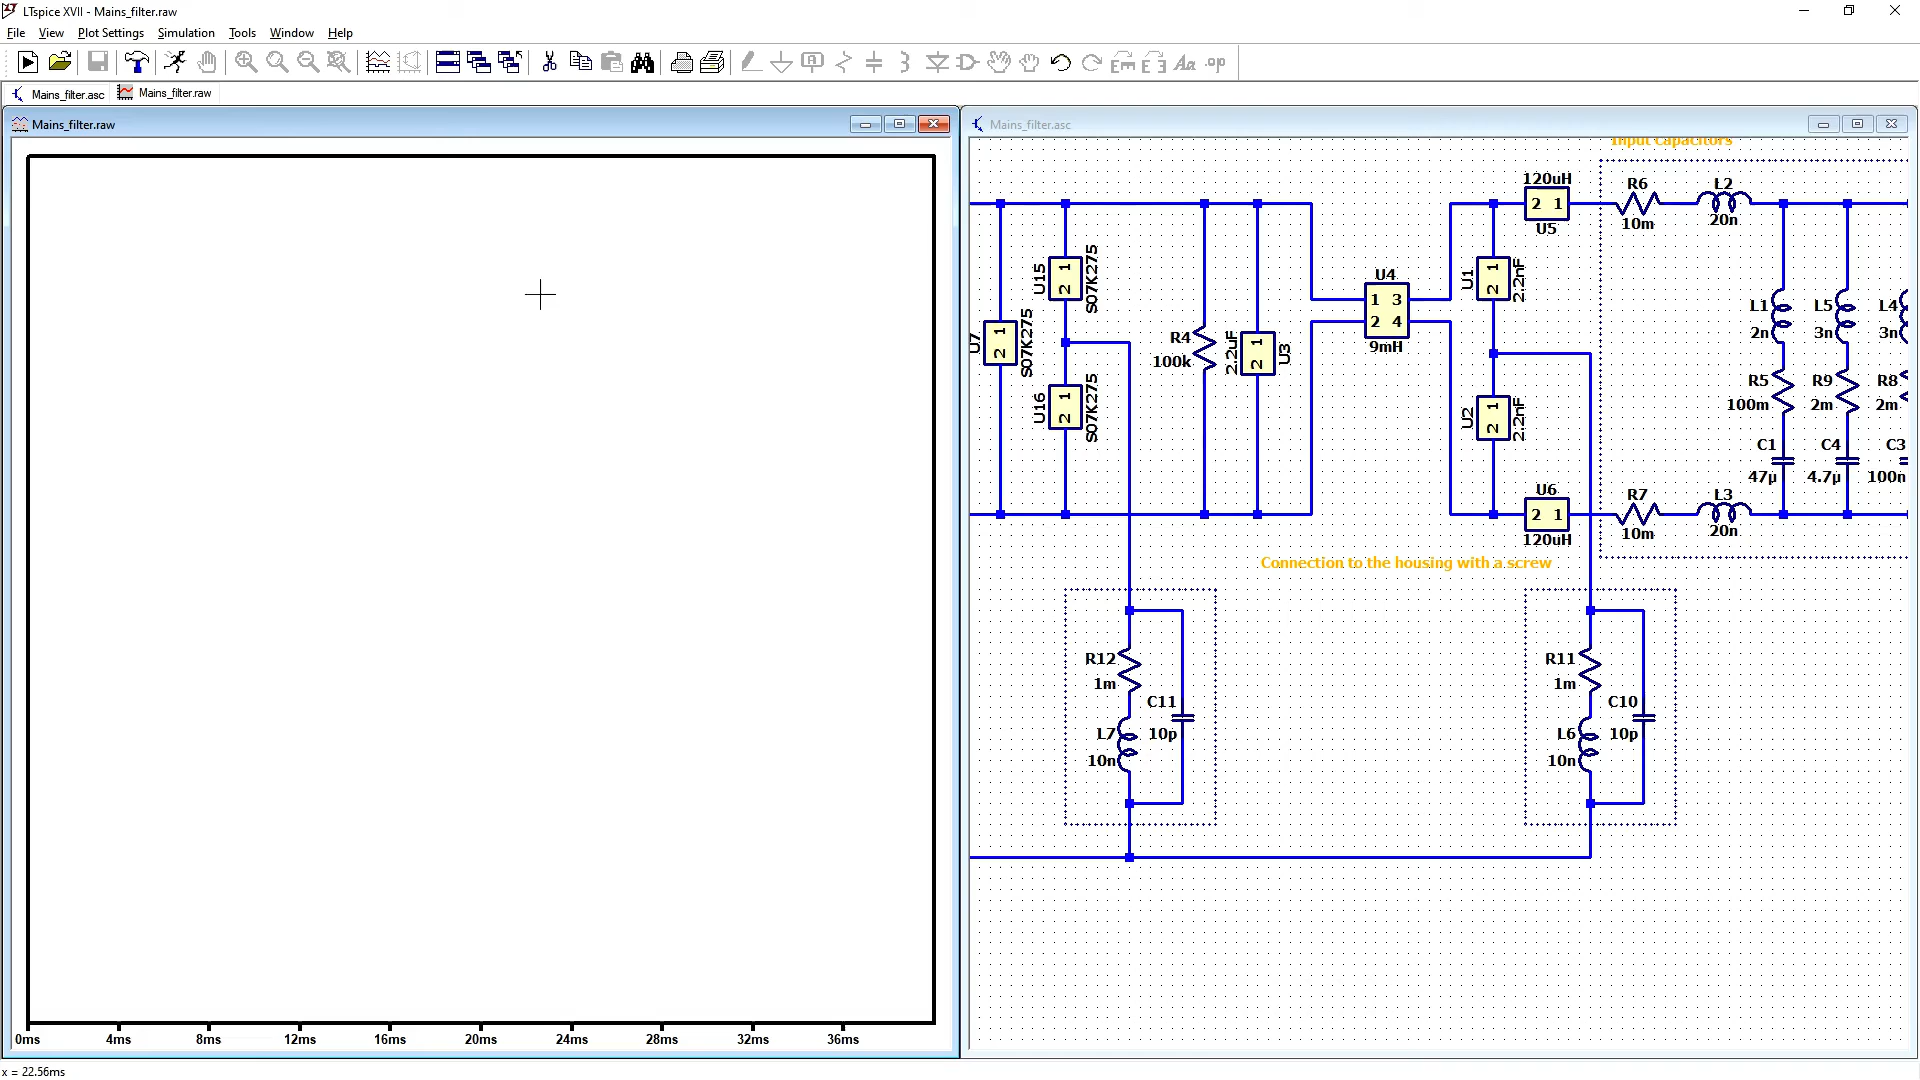 LTspice XVII - Mains_filter.raw
File View Plot Settings Simulation Tools Window Help
Mains_filter.asc Mains_filter.raw
Mains_filter.raw
0ms 4ms 8ms 12ms 16ms 20ms 24ms 28ms 32ms 36ms
x = 22.56ms
Mains_filter.asc
Input Capacitors
U7
2 1
S07K275
U15
2 1
S07K275
U16
2 1
S07K275
R4
100k
2.2uF
2 1
U3
U4
1 3
2 4
9mH
U1
2 1
2.2nF
U2
2 1
2.2nF
120uH
2 1
U5
U6
2 1
120uH
R6
10m
L2
20n
R7
10m
L3
20n
L1
2n
R5
100m
C1
47µ
L5
3n
R9
2m
C4
4.7µ
L4
3n
R8
2m
C3
100n
Connection to the housing with a screw
R12
1m
L7
10n
C11
10p
R11
1m
L6
10n
C10
10p
Aa .op